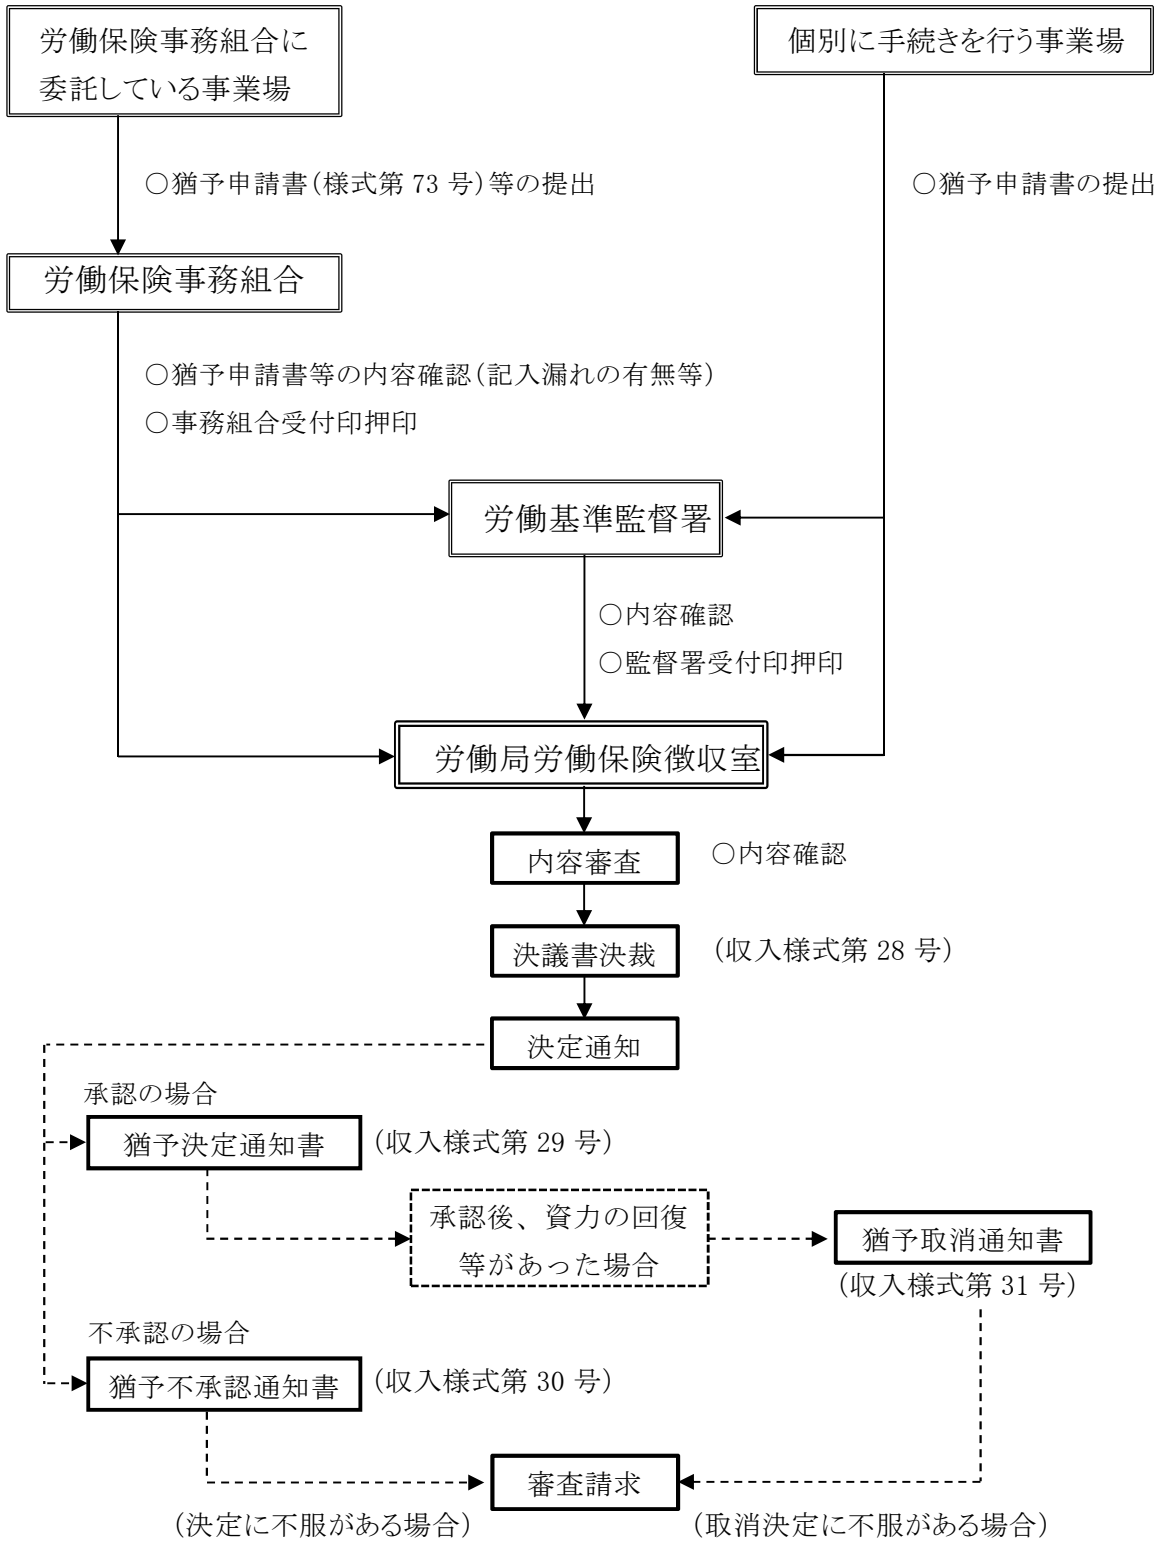 労働保険事務組合に
委託している事業場
個別に手続きを行う事業場
○猶予申請書(様式第 73 号)等の提出
○猶予申請書の提出
労働保険事務組合
○猶予申請書等の内容確認(記入漏れの有無等)
○事務組合受付印押印
労働基準監督署
○内容確認
○監督署受付印押印
労働局労働保険徴収室
内容審査
○内容確認
決議書決裁
(収入様式第 28 号)
決定通知
承認の場合
猶予決定通知書
(収入様式第 29 号)
承認後、資力の回復
等があった場合
猶予取消通知書
(収入様式第 31 号)
不承認の場合
猶予不承認通知書
(収入様式第 30 号)
審査請求
(決定に不服がある場合)
(取消決定に不服がある場合)